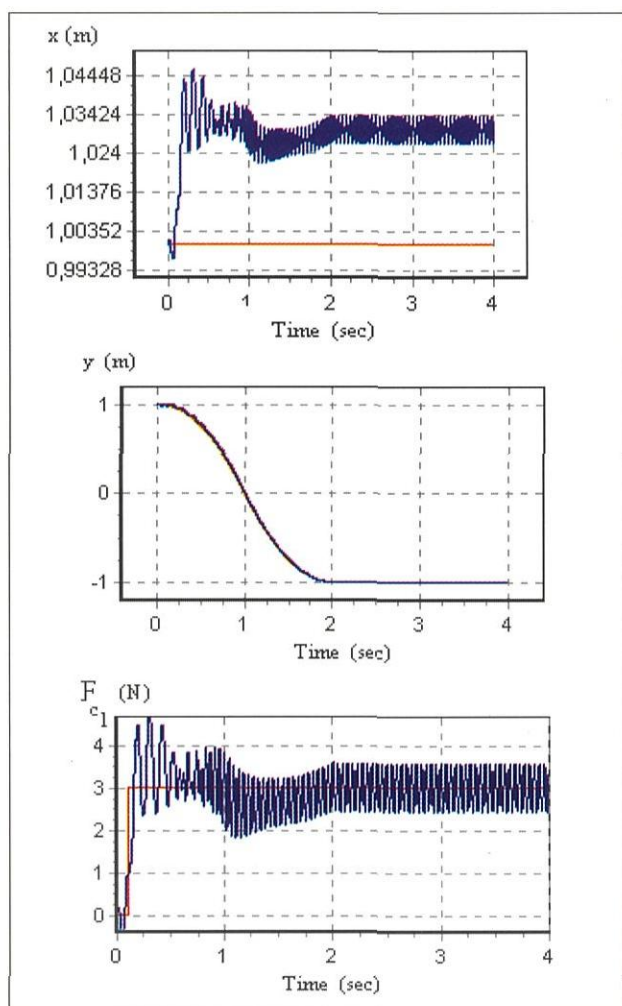 x (m)
1,04448
1,03424
1,024
1,01376
1,00352
0,99328
0 1 2 3 4
Time (sec)
y (m)
1
0
-1
0 1 2 3 4
Time (sec)
F c1 (N)
4
3
2
1
0
0 1 2 3 4
Time (sec)